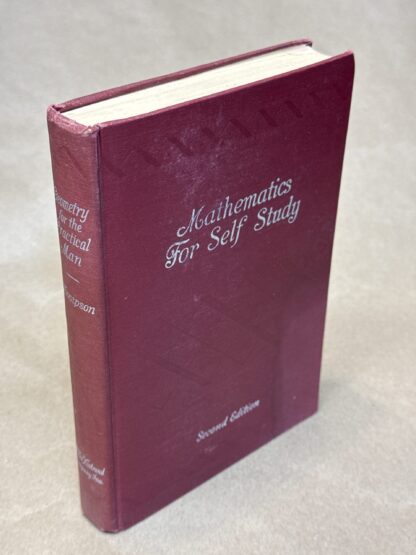 Mathematics
For Self Study
Second Edition
Geometry
for the
Practical
Man
Thompson